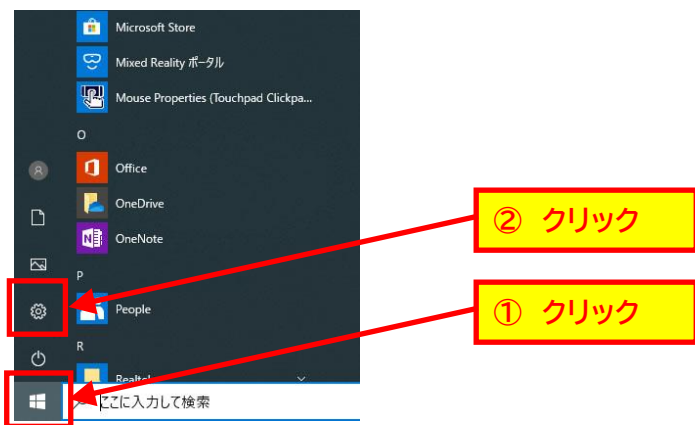 Microsoft Store
Mixed Reality ポータル
Mouse Properties (Touchpad Clickpa...
O
Office
OneDrive
OneNote
P
People
R
ここに入力して検索
② クリック
① クリック